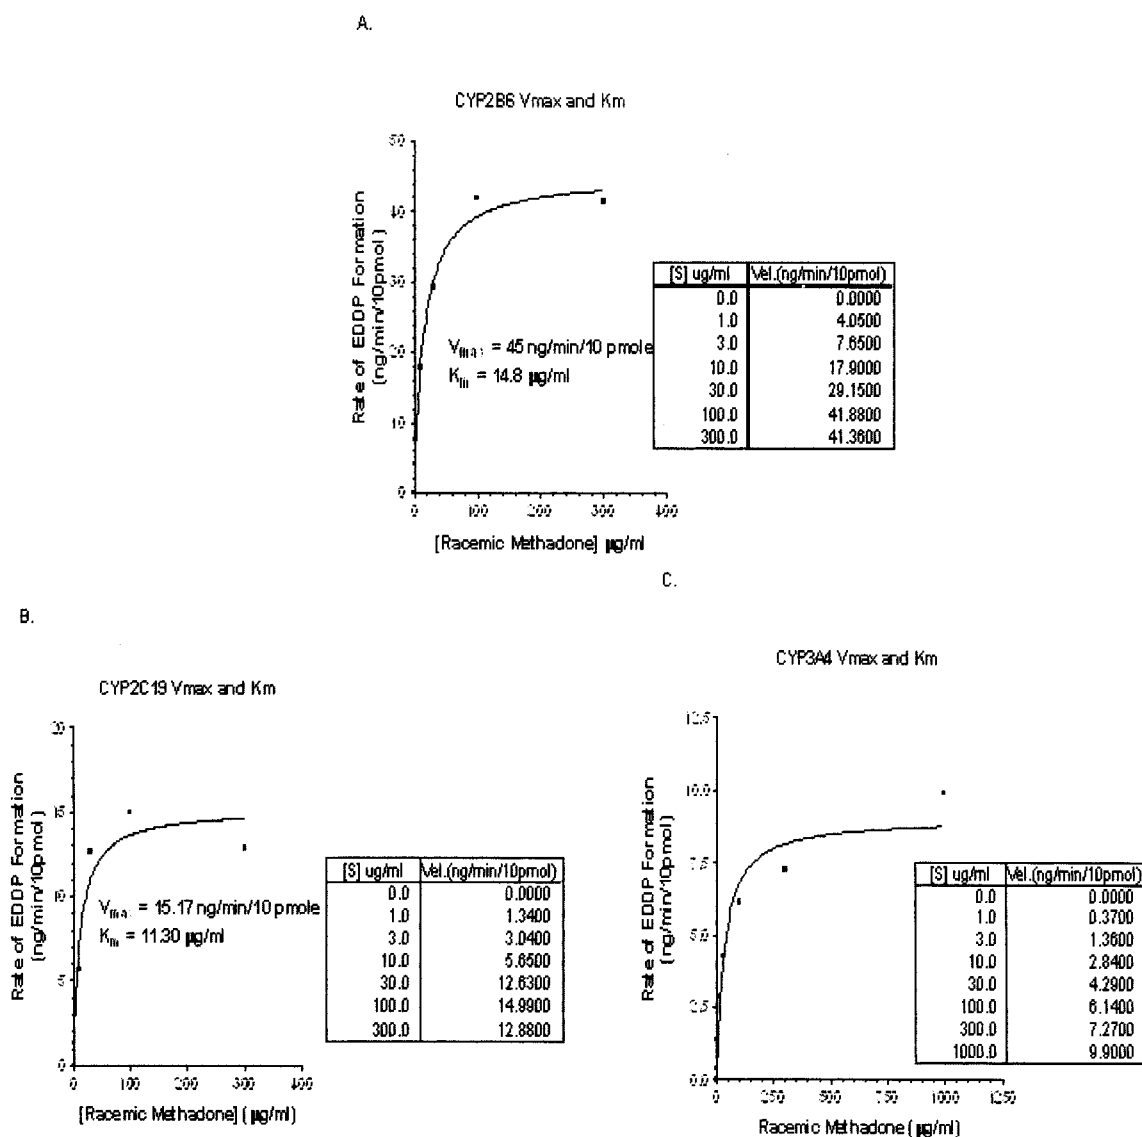 A.
CYP2B6 Vmax and Km
Rate of EDDP Formation
(ng/min/10pmol)
50
40
30
20
10
0
Vmax = 45 ng/min/10 pmole
Km = 14.8 µg/ml
0 100 200 300 400
[Racemic Methadone] µg/ml
[S] ug/ml Vel.(ng/min/10pmol)
0.0 0.0000
1.0 4.0500
3.0 7.6500
10.0 17.9000
30.0 29.1500
100.0 41.8800
300.0 41.3600
B.
CYP2C19 Vmax and Km
Rate of EDDP Formation
(ng/min/10pmol)
20
15
10
5
0
Vmax = 15.17 ng/min/10 pmole
Km = 11.30 µg/ml
0 100 200 300 400
[Racemic Methadone] (µg/ml)
[S] ug/ml Vel.(ng/min/10pmol)
0.0 0.0000
1.0 1.3400
3.0 3.0400
10.0 5.6500
30.0 12.6300
100.0 14.9900
300.0 12.8800
C.
CYP3A4 Vmax and Km
Rate of EDDP Formation
(ng/min/10pmol)
12.5
10.0
7.5
5.0
2.5
0.0
0 250 500 750 1000 1250
Racemic Methadone (µg/ml)
[S] ug/ml Vel.(ng/min/10pmol)
0.0 0.0000
1.0 0.3700
3.0 1.3600
10.0 2.8400
30.0 4.2900
100.0 6.1400
300.0 7.2700
1000.0 9.9000